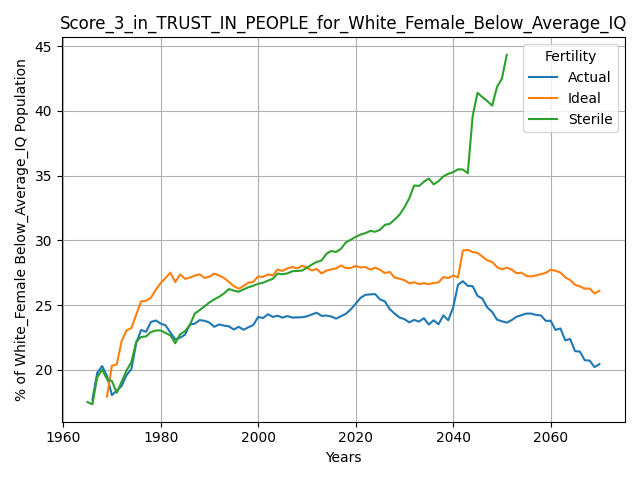 Score_3_in_TRUST_IN_PEOPLE_for_White_Female_Below_Average_IQ
% of White_Female Below_Average_IQ Population
45
40
35
30
25
20
Fertility
Actual
Ideal
Sterile
1960
1980
2000
2020
2040
2060
Years